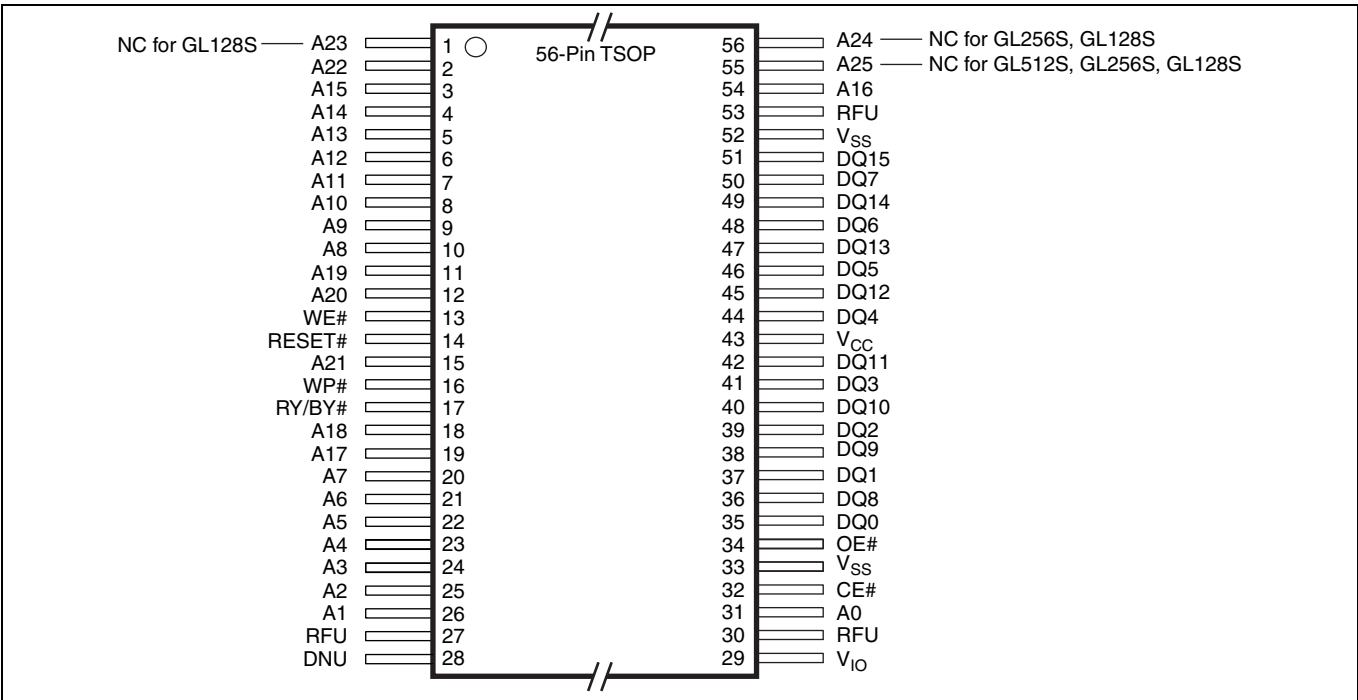 NC for GL128S A23 1 56-Pin TSOP 56 A24 NC for GL256S, GL128S
A22 2 55 A25 NC for GL512S, GL256S, GL128S
A15 3 54 A16
A14 4 53 RFU
A13 5 52 VSS
A12 6 51 DQ15
A11 7 50 DQ7
A10 8 49 DQ14
A9 9 48 DQ6
A8 10 47 DQ13
A19 11 46 DQ5
A20 12 45 DQ12
WE# 13 44 DQ4
RESET# 14 43 VCC
A21 15 42 DQ11
WP# 16 41 DQ3
RY/BY# 17 40 DQ10
A18 18 39 DQ2
A17 19 38 DQ9
A7 20 37 DQ1
A6 21 36 DQ8
A5 22 35 DQ0
A4 23 34 OE#
A3 24 33 VSS
A2 25 32 CE#
A1 26 31 A0
RFU 27 30 RFU
DNU 28 29 VIO